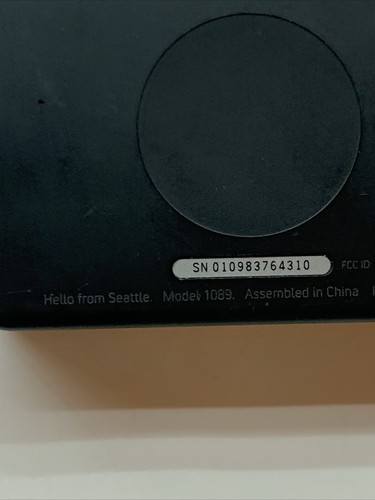 SN 010983764310 FCC ID
Hello from Seattle. Model 1089. Assembled in China